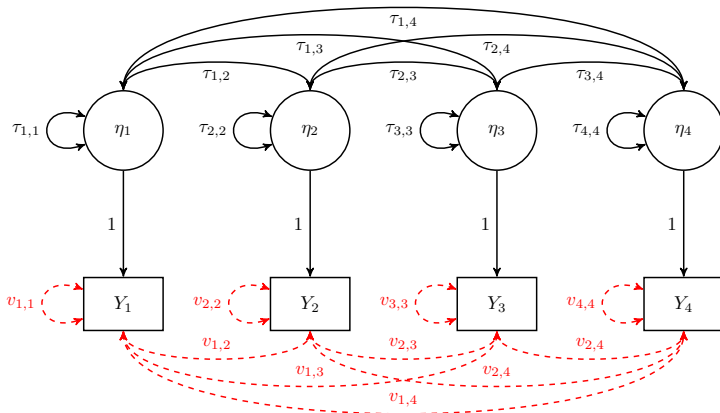 τ1,4
τ1,3 τ2,4
τ1,2 τ2,3 τ3,4
τ1,1 η1 τ2,2 η2 τ3,3 η3 τ4,4 η4
1 1 1 1
v1,1 Y1 v2,2 Y2 v3,3 Y3 v4,4 Y4
v1,2 v2,3 v2,4
v1,3 v2,4
v1,4